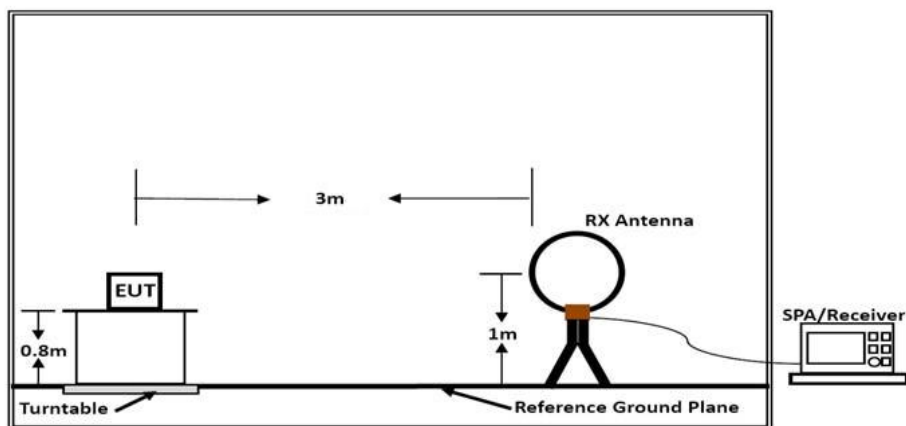 3m
RX Antenna
EUT
0.8m
1m
SPA/Receiver
Turntable
Reference Ground Plane